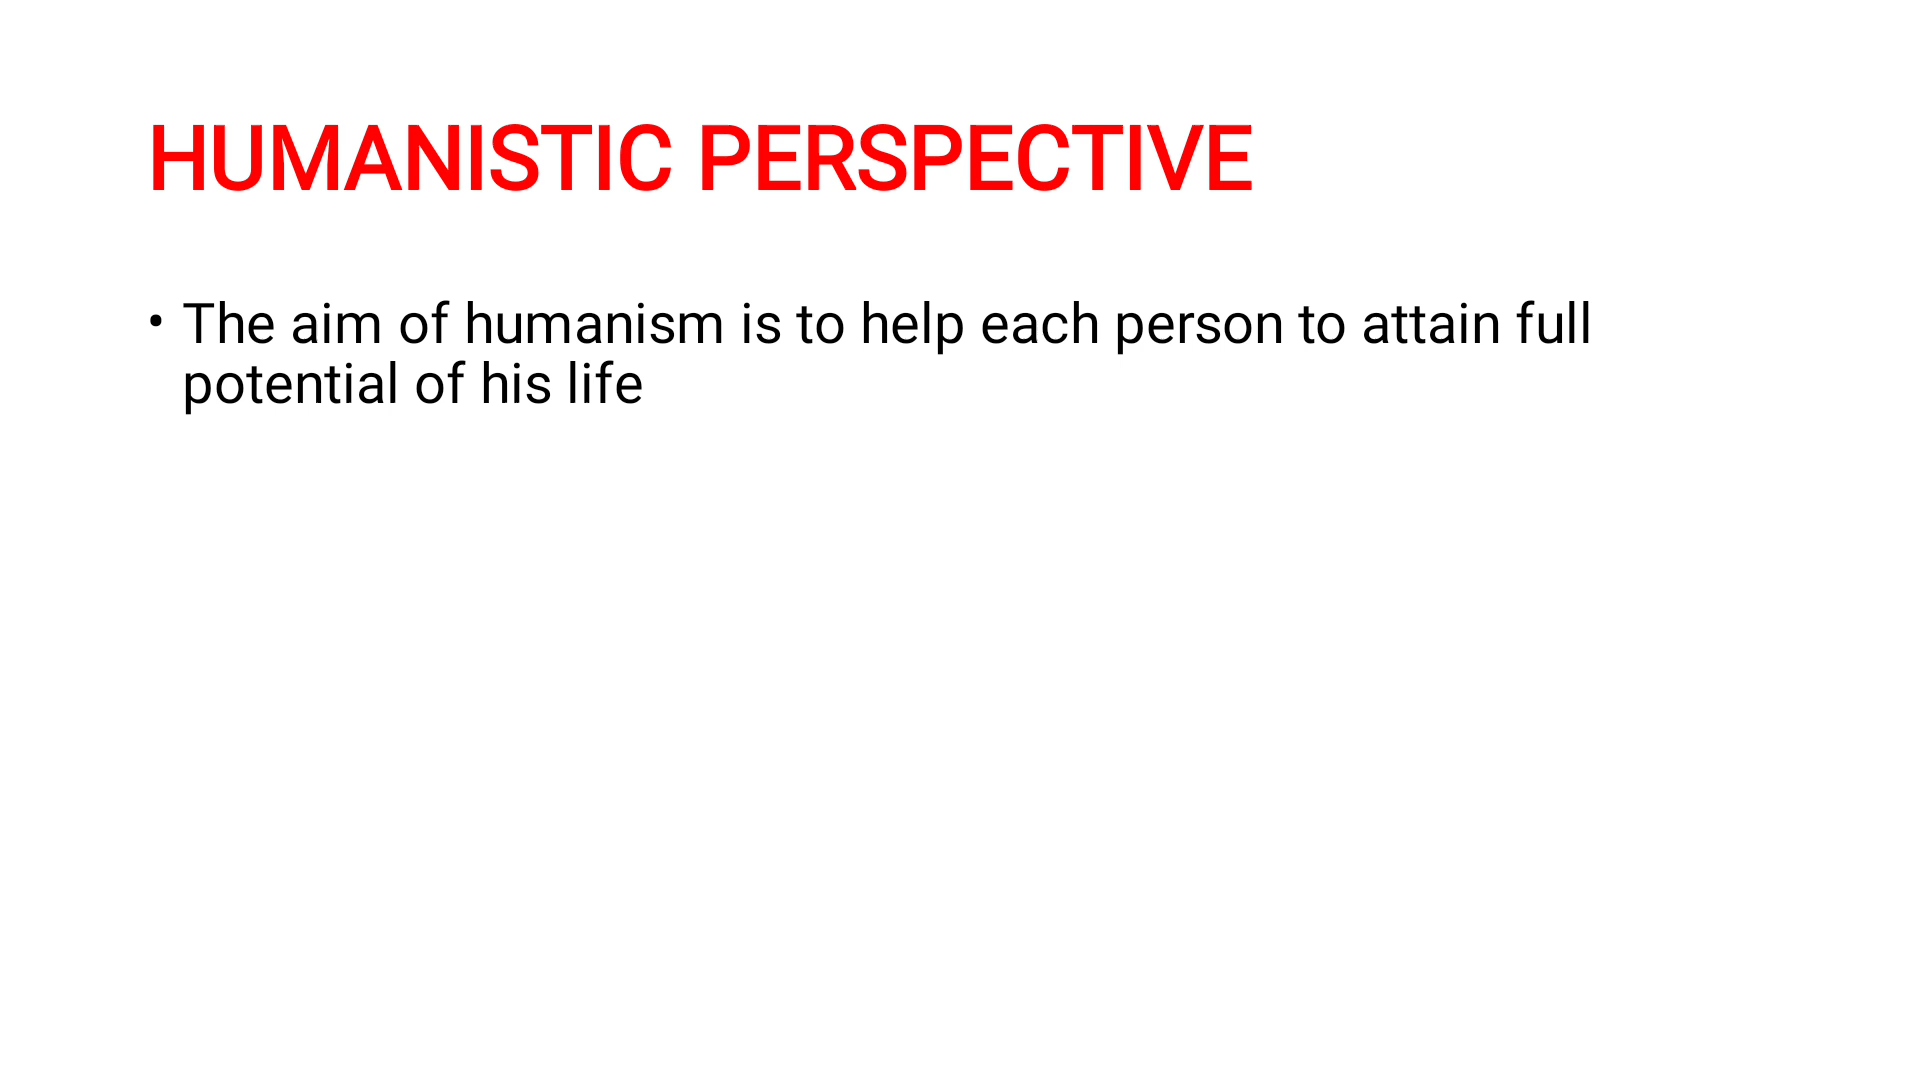 HUMANISTIC PERSPECTIVE
• The aim of humanism is to help each person to attain full
potential of his life